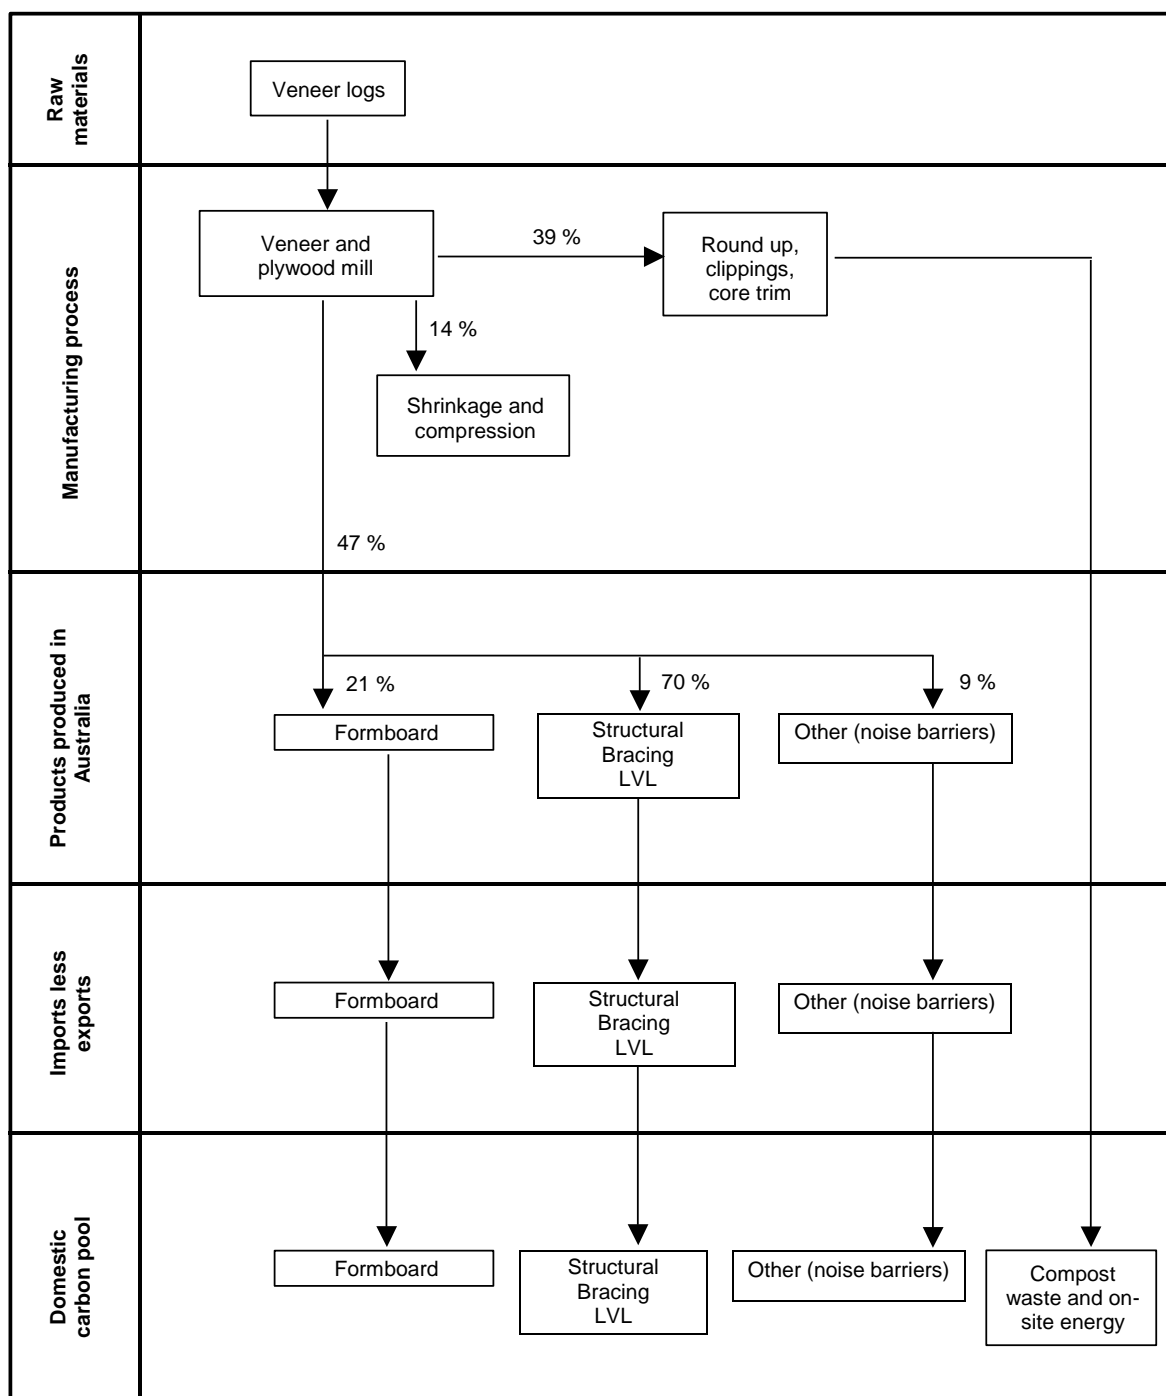 Raw
materials
Veneer logs
Manufacturing process
Veneer and
plywood mill
39 %
Round up,
clippings,
core trim
14 %
Shrinkage and
compression
47 %
Products produced in
Australia
21 %
70 %
9 %
Formboard
Structural
Bracing
LVL
Other (noise barriers)
Imports less
exports
Formboard
Structural
Bracing
LVL
Other (noise barriers)
Domestic
carbon pool
Formboard
Structural
Bracing
LVL
Other (noise barriers)
Compost
waste and on-
site energy